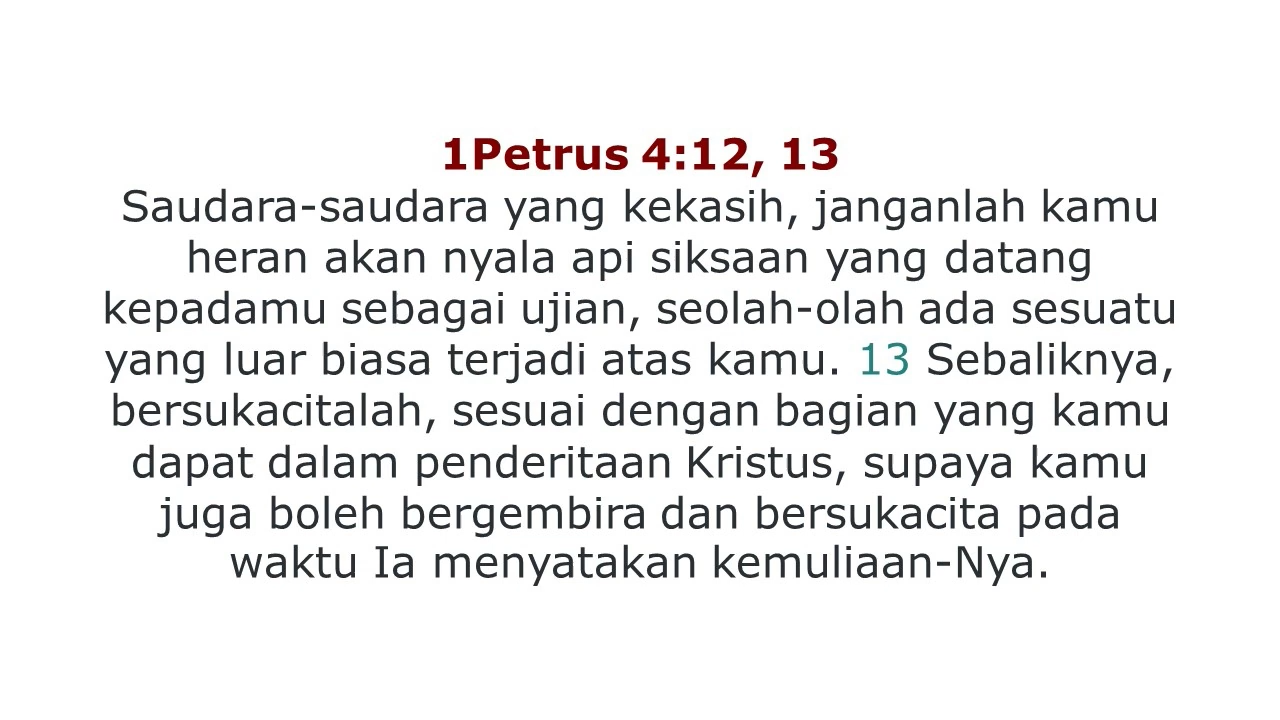 1Petrus 4:12, 13
Saudara-saudara yang kekasih, janganlah kamu
heran akan nyala api siksaan yang datang
kepadamu sebagai ujian, seolah-olah ada sesuatu
yang luar biasa terjadi atas kamu. 13 Sebaliknya,
bersukacitalah, sesuai dengan bagian yang kamu
dapat dalam penderitaan Kristus, supaya kamu
juga boleh bergembira dan bersukacita pada
waktu Ia menyatakan kemuliaan-Nya.